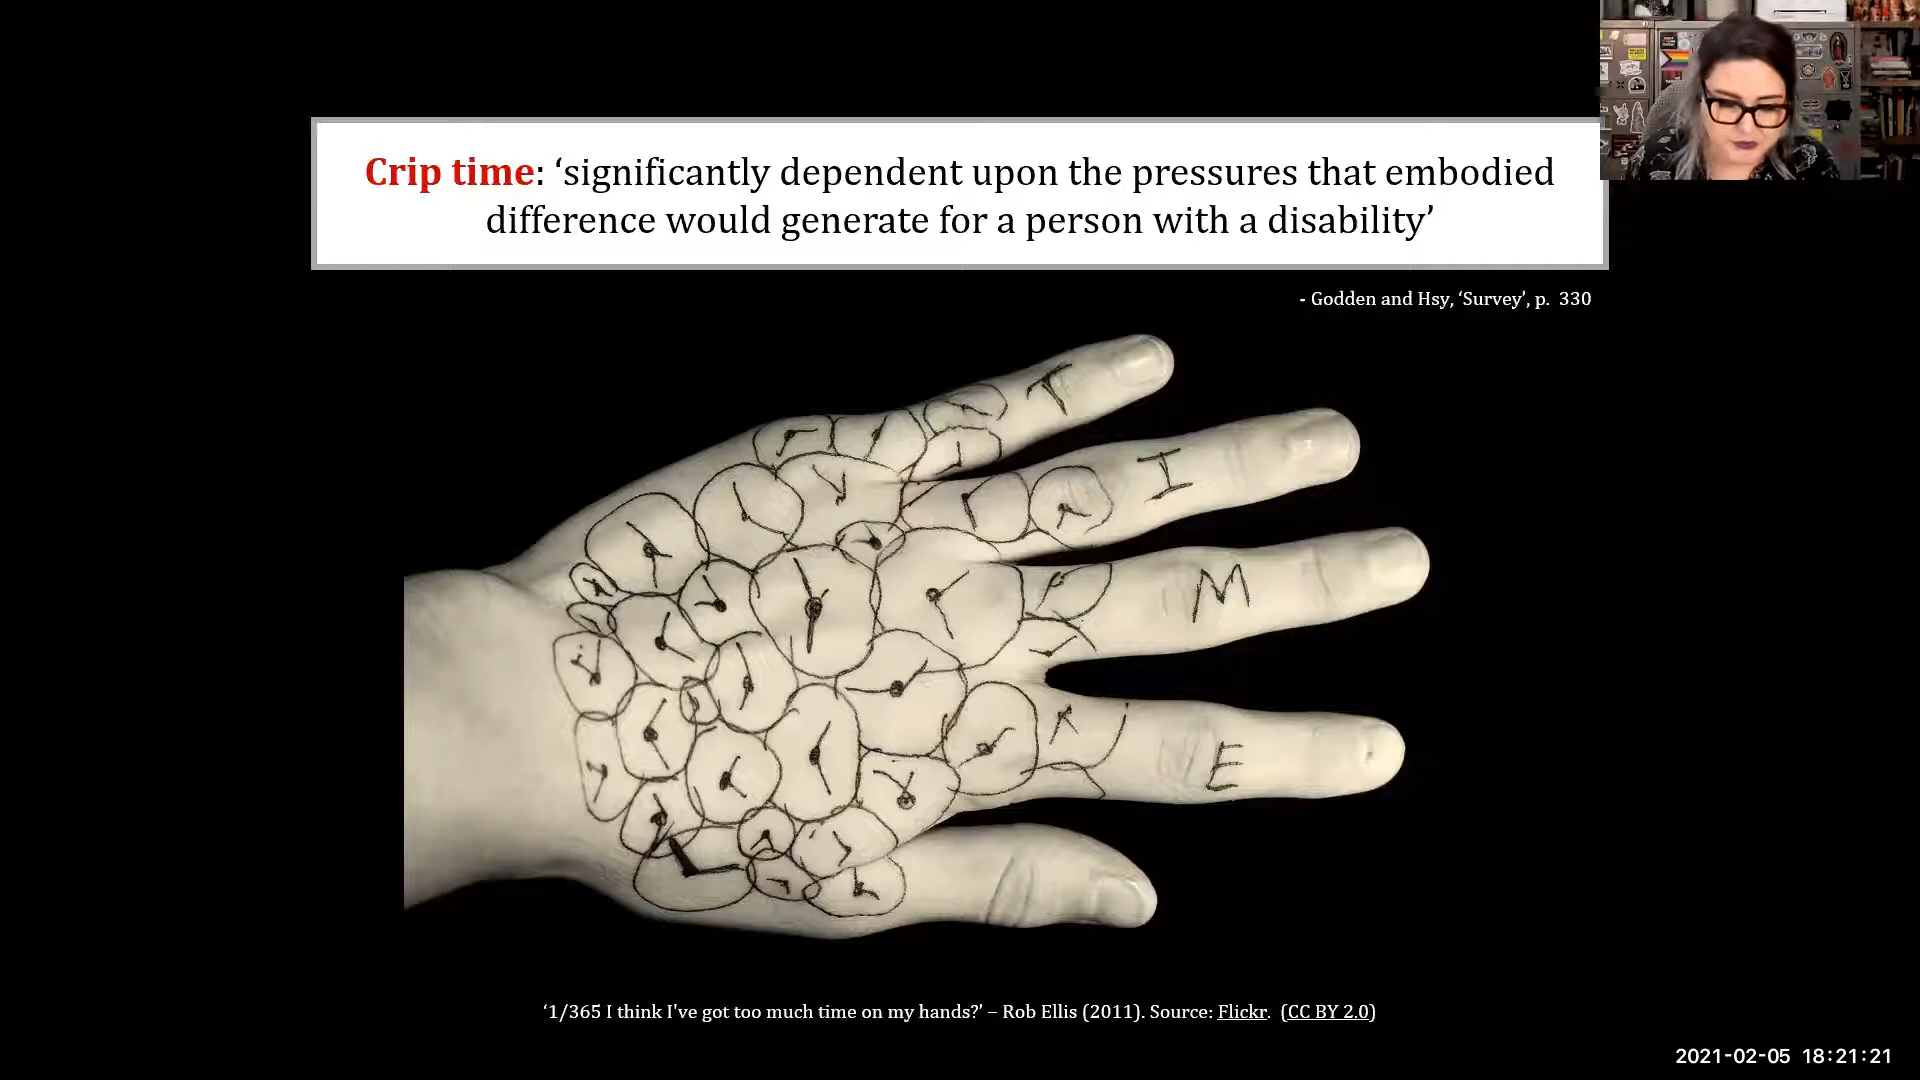 Crip time: ‘significantly dependent upon the pressures that embodied
difference would generate for a person with a disability’
- Godden and Hsy, ‘Survey’, p. 330
T
I
M
E
‘1/365 I think I've got too much time on my hands?’ – Rob Ellis (2011). Source: Flickr. (CC BY 2.0)
2021-02-05 18:21:21